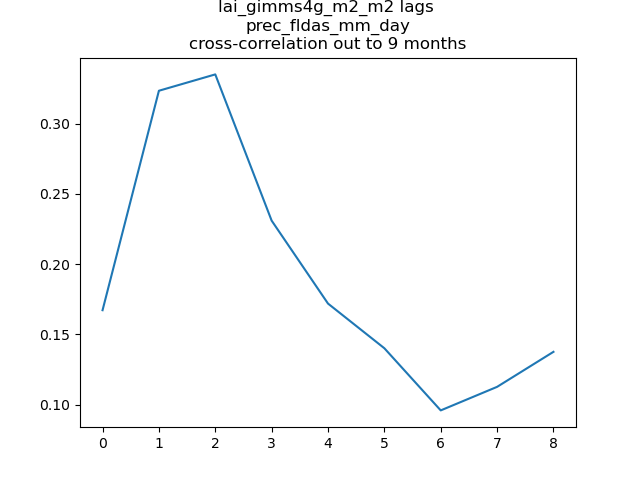 lai_gimms4g_m2_m2 lags
prec_fldas_mm_day
cross-correlation out to 9 months
0.30
0.25
0.20
0.15
0.10
0 1 2 3 4 5 6 7 8